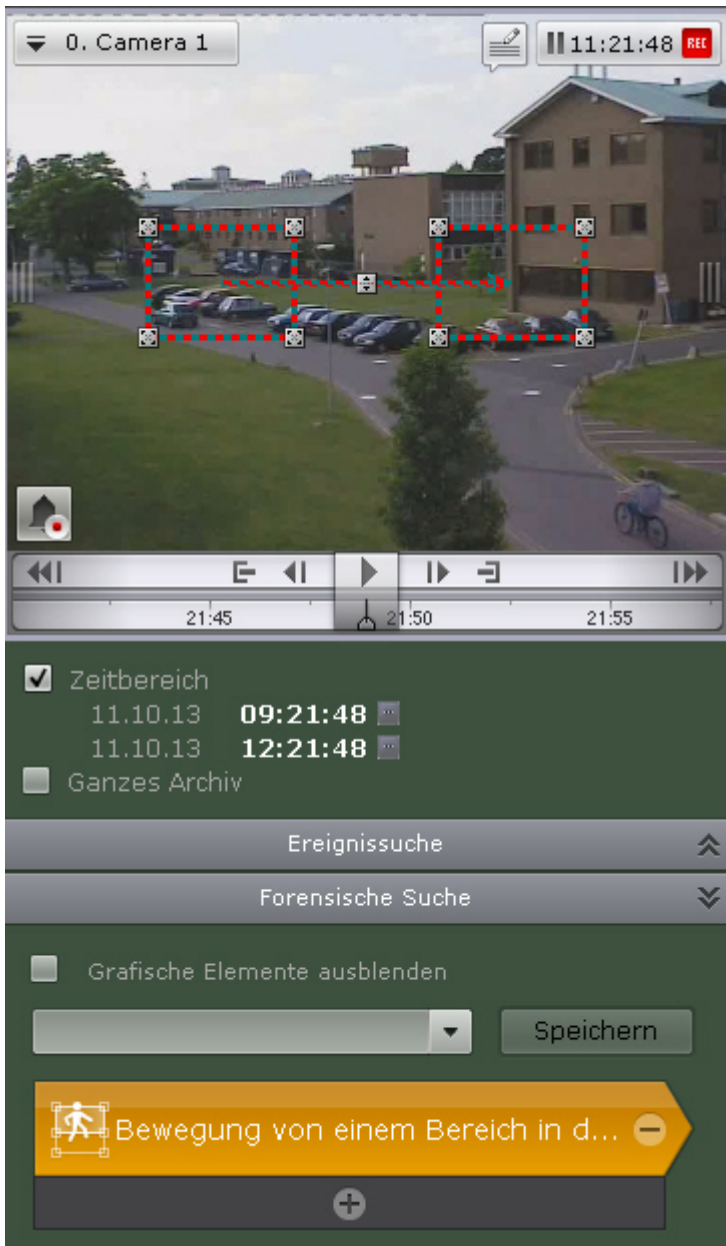 0. Camera 1
11:21:48 REC
21:45 21:50 21:55
Zeitbereich
11.10.13 09:21:48
11.10.13 12:21:48
Ganzes Archiv
Ereignissuche
Forensische Suche
Grafische Elemente ausblenden
Speichern
Bewegung von einem Bereich in d...